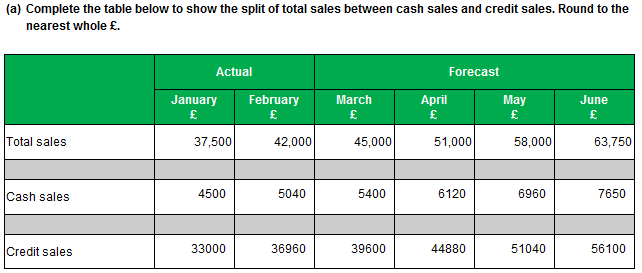 (a) Complete the table below to show the split of total sales between cash sales and credit sales. Round to the
nearest whole £.
Actual Forecast
January February March April May June
£ £ £ £ £ £
Total sales 37,500 42,000 45,000 51,000 58,000 63,750
Cash sales 4500 5040 5400 6120 6960 7650
Credit sales 33000 36960 39600 44880 51040 56100